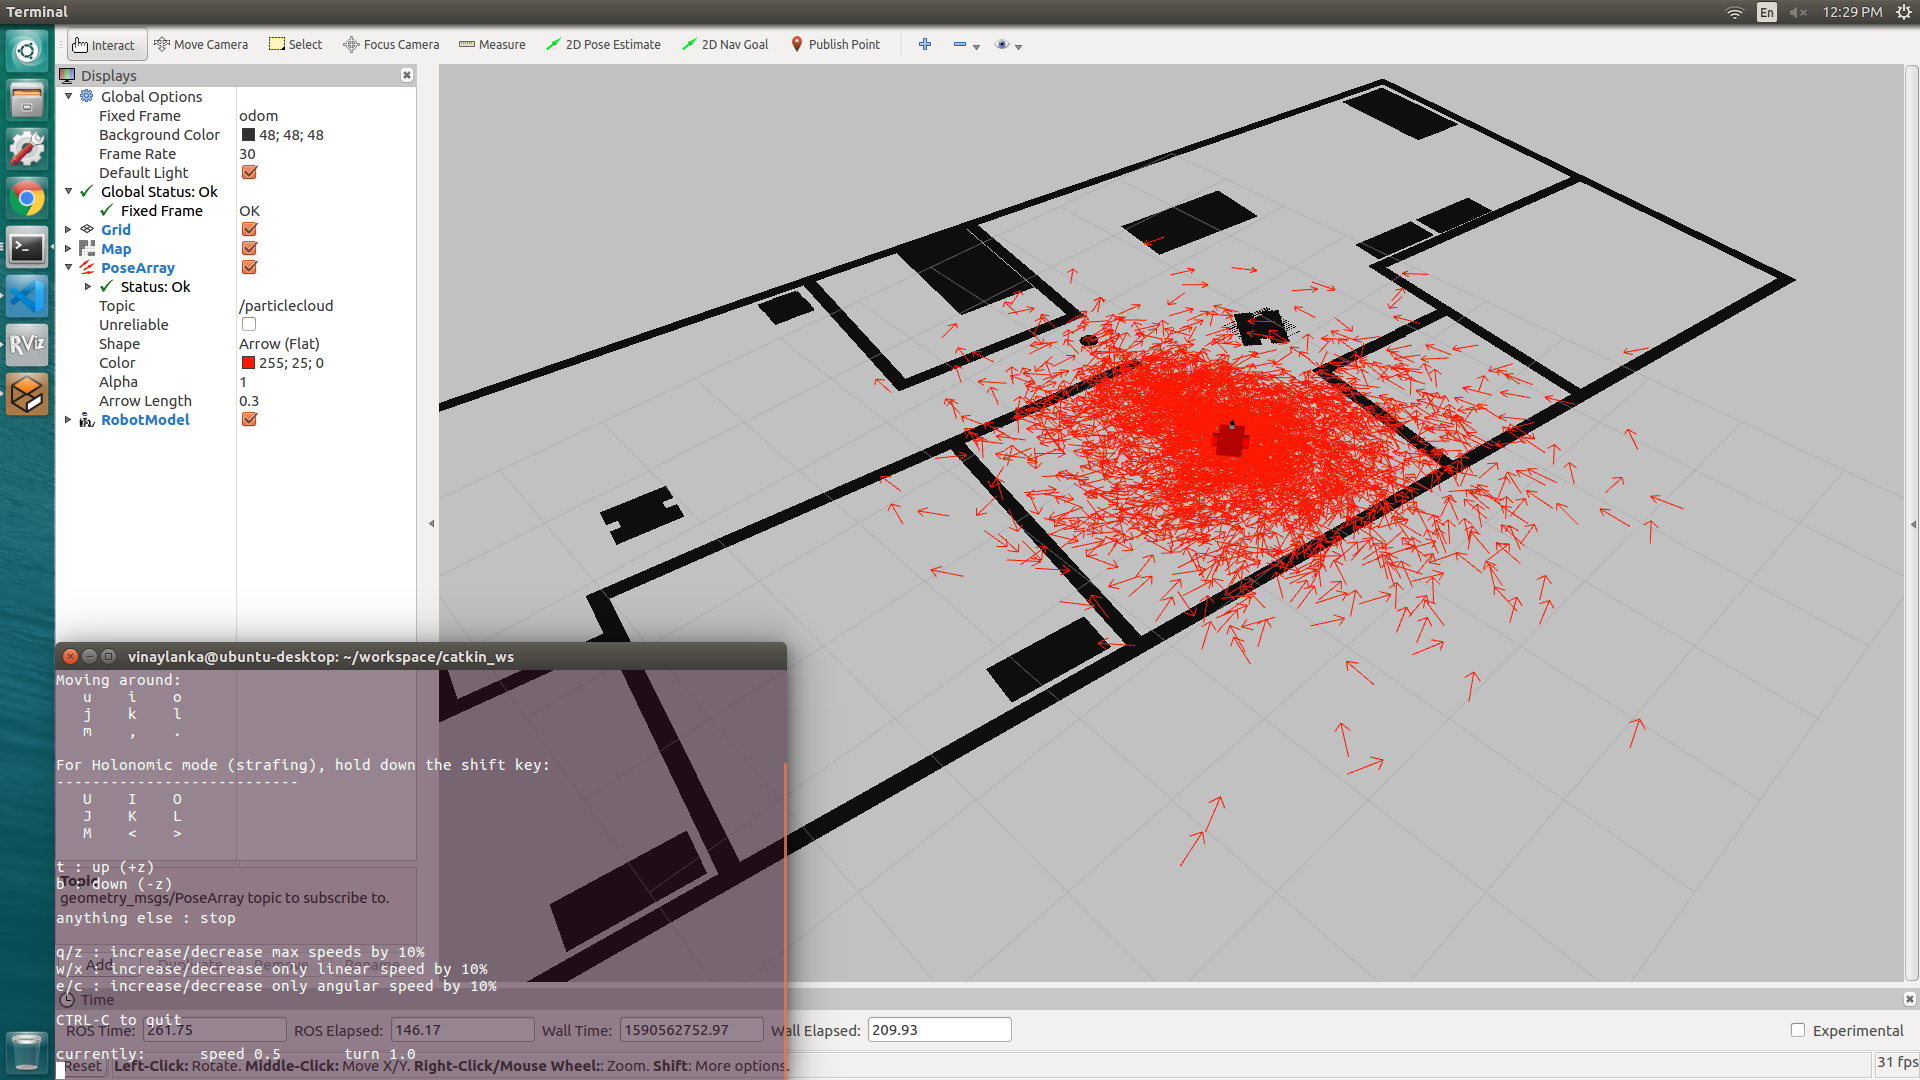 Terminal
En
12:29 PM
Interact
Move Camera
Select
Focus Camera
Measure
2D Pose Estimate
2D Nav Goal
Publish Point
Displays
Global Options
Fixed Frame odom
Background Color 48; 48; 48
Frame Rate 30
Default Light
Global Status: Ok
Fixed Frame OK
Grid
Map
PoseArray
Status: Ok
Topic /particlecloud
Unreliable
Shape Arrow (Flat)
Color 255; 25; 0
Alpha 1
Arrow Length 0.3
RobotModel
RViz
vinaylanka@ubuntu-desktop: ~/workspace/catkin_ws
Moving around:
u i o
j k l
m , .
For Holonomic mode (strafing), hold down the shift key:
---------------------------
U I O
J K L
M < >
t : up (+z)
b : down (-z)
Topic
geometry_msgs/PoseArray topic to subscribe to.
anything else : stop
q/z : increase/decrease max speeds by 10%
w/x : increase/decrease only linear speed by 10%
Add Duplicate Remove Rename
e/c : increase/decrease only angular speed by 10%
Time
CTRL-C to quit
ROS Time: 261.75 ROS Elapsed: 146.17 Wall Time: 1590562752.97 Wall Elapsed: 209.93 Experimental
currently: speed 0.5 turn 1.0
Reset Left-Click: Rotate. Middle-Click: Move X/Y. Right-Click/Mouse Wheel:: Zoom. Shift: More options. 31 fps